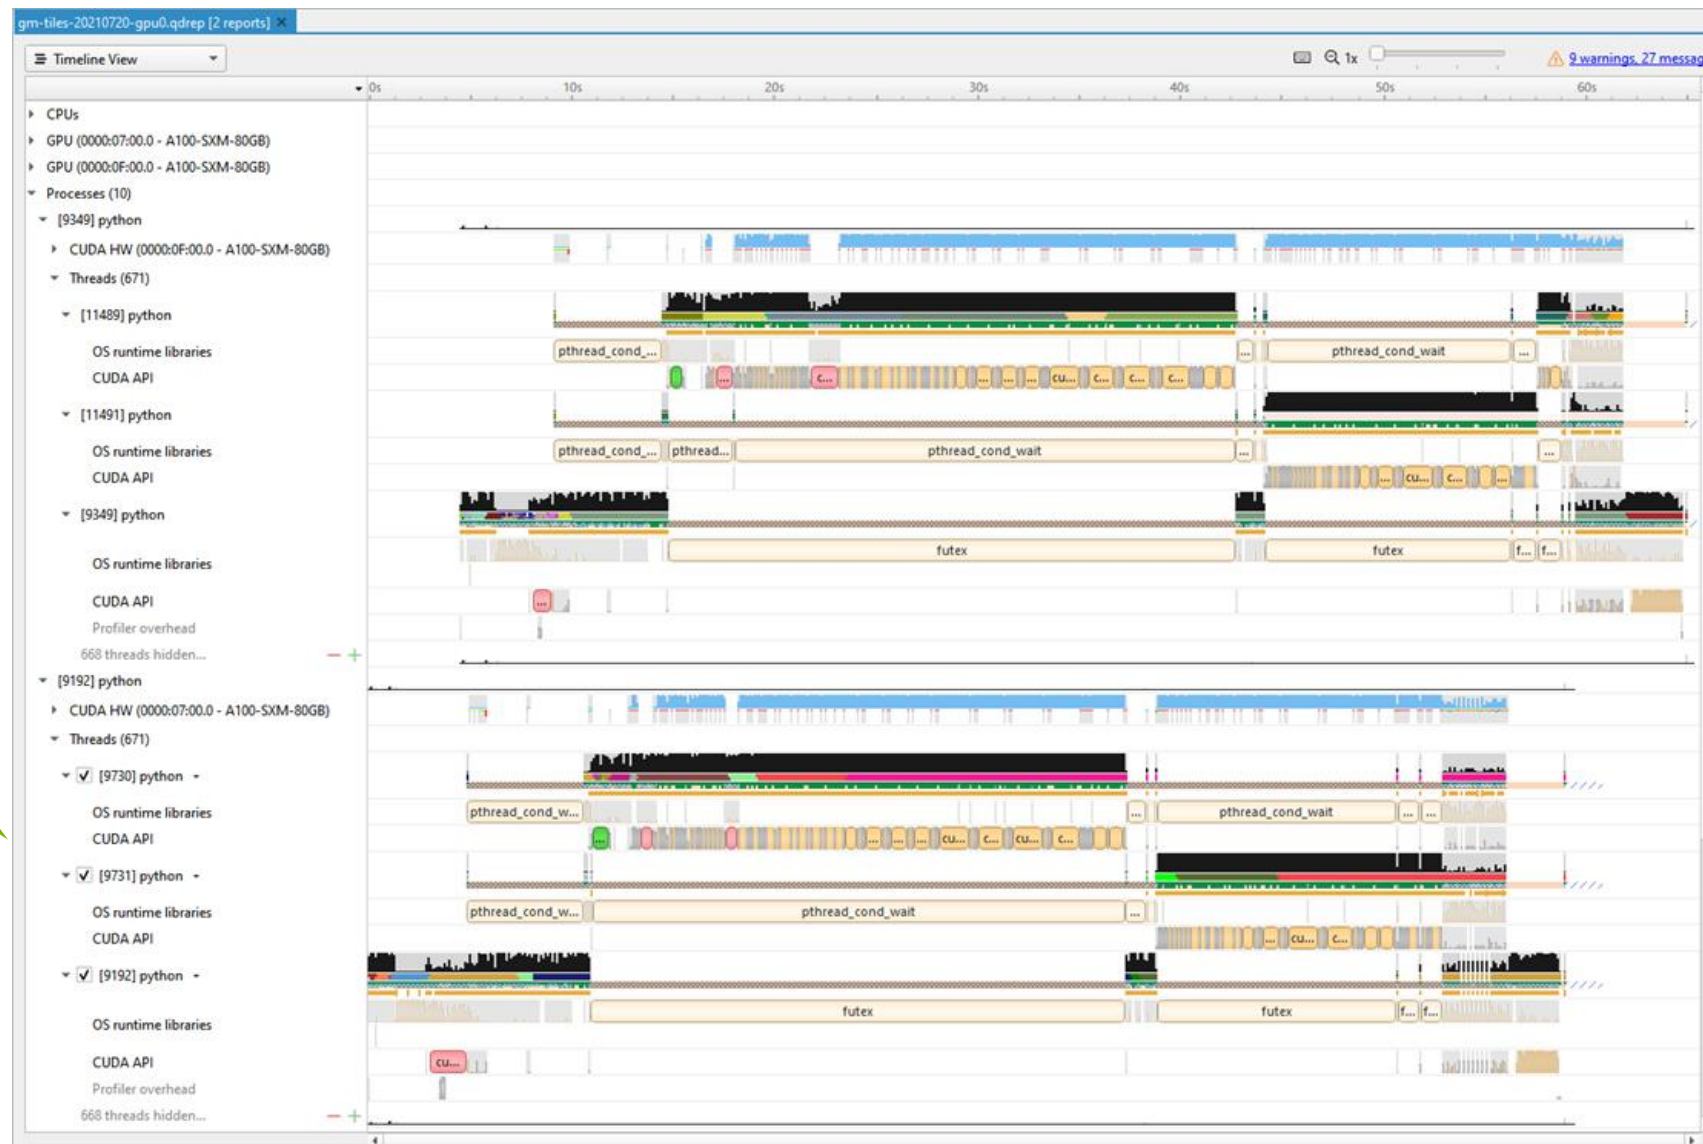 gm-tiles-20210720-gpu0.qdrep [2 reports] ×
Timeline View
1x
9 warnings, 27 messag
0s 10s 20s 30s 40s 50s 60s
CPUs
GPU (0000:07:00.0 - A100-SXM-80GB)
GPU (0000:0F:00.0 - A100-SXM-80GB)
Processes (10)
[9349] python
CUDA HW (0000:0F:00.0 - A100-SXM-80GB)
Threads (671)
[11489] python
OS runtime libraries pthread_cond_... ... pthread_cond_wait ...
CUDA API ... c... ... ... ... cu... c... c... c...
[11491] python
OS runtime libraries pthread_cond_... pthread... pthread_cond_wait ... ...
CUDA API ... cu... c... ...
[9349] python
futex futex f... f...
OS runtime libraries
CUDA API ...
Profiler overhead
668 threads hidden... − +
[9192] python
CUDA HW (0000:07:00.0 - A100-SXM-80GB)
Threads (671)
[9730] python
OS runtime libraries pthread_cond_w... ... pthread_cond_wait ... ...
CUDA API ... ... ... ... cu... c... cu... c...
[9731] python
OS runtime libraries pthread_cond_w... pthread_cond_wait ...
CUDA API ... cu... c...
[9192] python
futex futex f... f...
OS runtime libraries
CUDA API cu...
Profiler overhead
668 threads hidden... − +